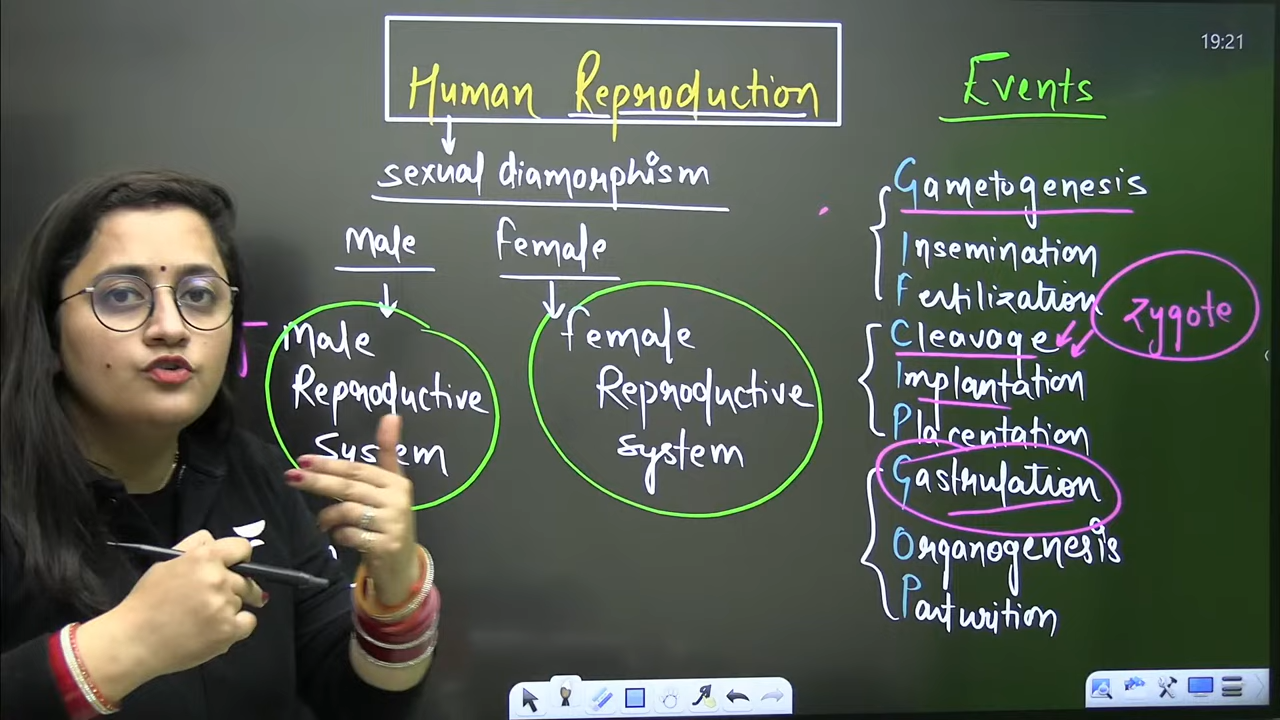 19:21
Human Reproduction
sexual diamorphism
Male
female
Male
Reproductive
System
female
Reproductive
system
Events
Gametogenesis
Insemination
Fertilization
Cleavage
Implantation
Placentation
Gastrulation
Organogenesis
Parturition
Zygote